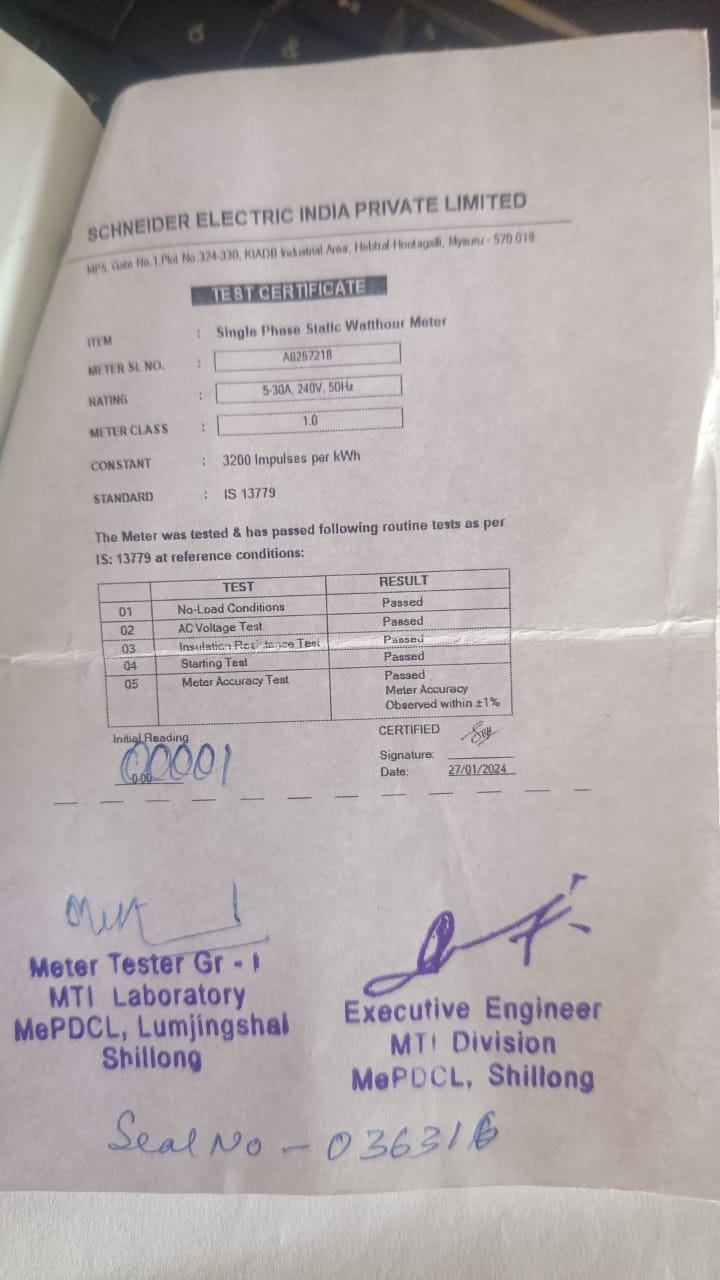 SCHNEIDER ELECTRIC INDIA PRIVATE LIMITED
MPS, Gate No.1,Plot No.324-330, KIADB Industrial Area, Hebbal Hootagalli, Mysuru - 570 018
TEST CERTIFICATE
ITEM : Single Phase Static Watthour Meter
METER SL NO. : A8257218
RATING : 5-30A, 240V, 50Hz
METER CLASS : 1.0
CONSTANT : 3200 Impulses per kWh
STANDARD : IS 13779
The Meter was tested & has passed following routine tests as per
IS: 13779 at reference conditions:
TEST RESULT
01 No-Load Conditions Passed
02 AC Voltage Test Passed
03 Insulation Resistance Test Passed
04 Starting Test Passed
05 Meter Accuracy Test Passed
Meter Accuracy
Observed within ±1%
Initial Reading
00001
0.00
CERTIFIED
Signature:
Date: 27/01/2024
Meter Tester Gr - I
MTI Laboratory
MePDCL, Lumjingshai
Shillong
Executive Engineer
MTI Division
MePDCL, Shillong
Seal No - 036316